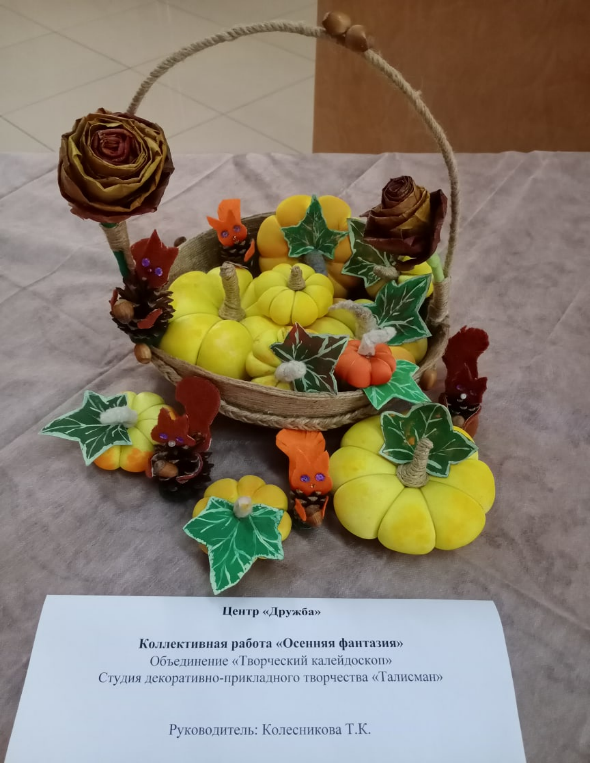 Центр «Дружба»
Коллективная работа «Осенняя фантазия»
Объединение «Творческий калейдоскоп»
Студия декоративно-прикладного творчества «Талисман»
Руководитель: Колесникова Т.К.